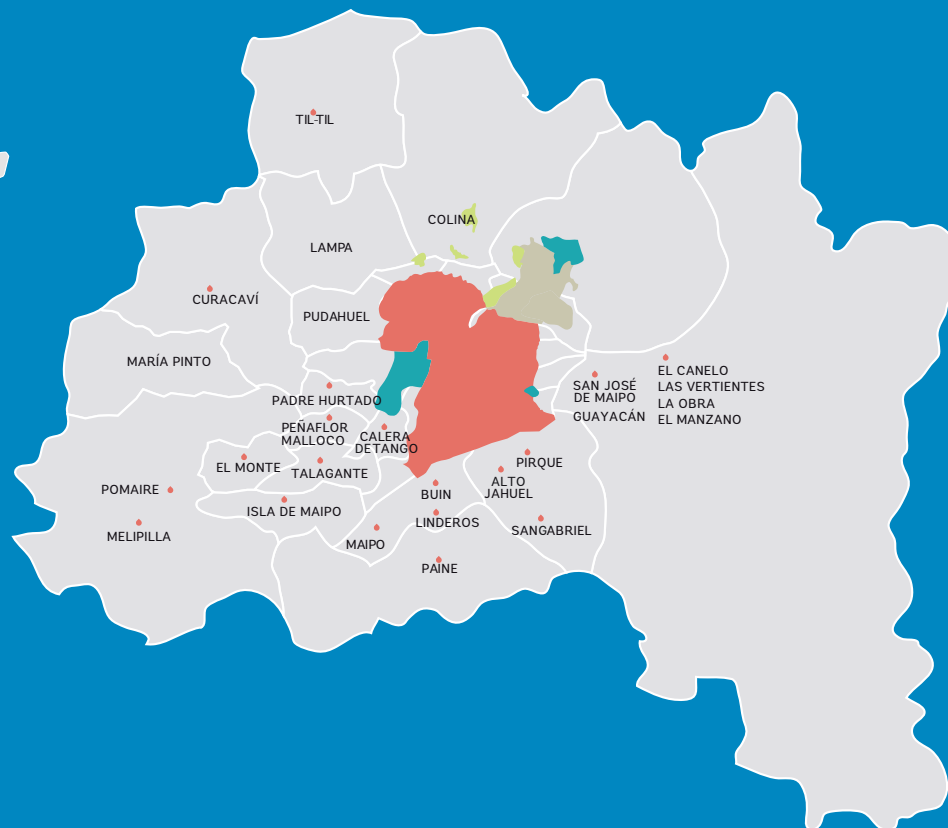 TIL-TIL
COLINA
LAMPA
CURACAVÍ
PUDAHUEL
MARÍA PINTO
PADRE HURTADO
PEÑAFLOR
MALLOCO
CALERA
DETANGO
EL MONTE
TALAGANTE
POMAIRE
ISLA DE MAIPO
MELIPILLA
MAIPO
BUIN
LINDEROS
PAINE
PIRQUE
ALTO
JAHUEL
SANGABRIEL
SAN JOSÉ
DE MAIPO
GUAYACÁN
EL CANELO
LAS VERTIENTES
LA OBRA
EL MANZANO